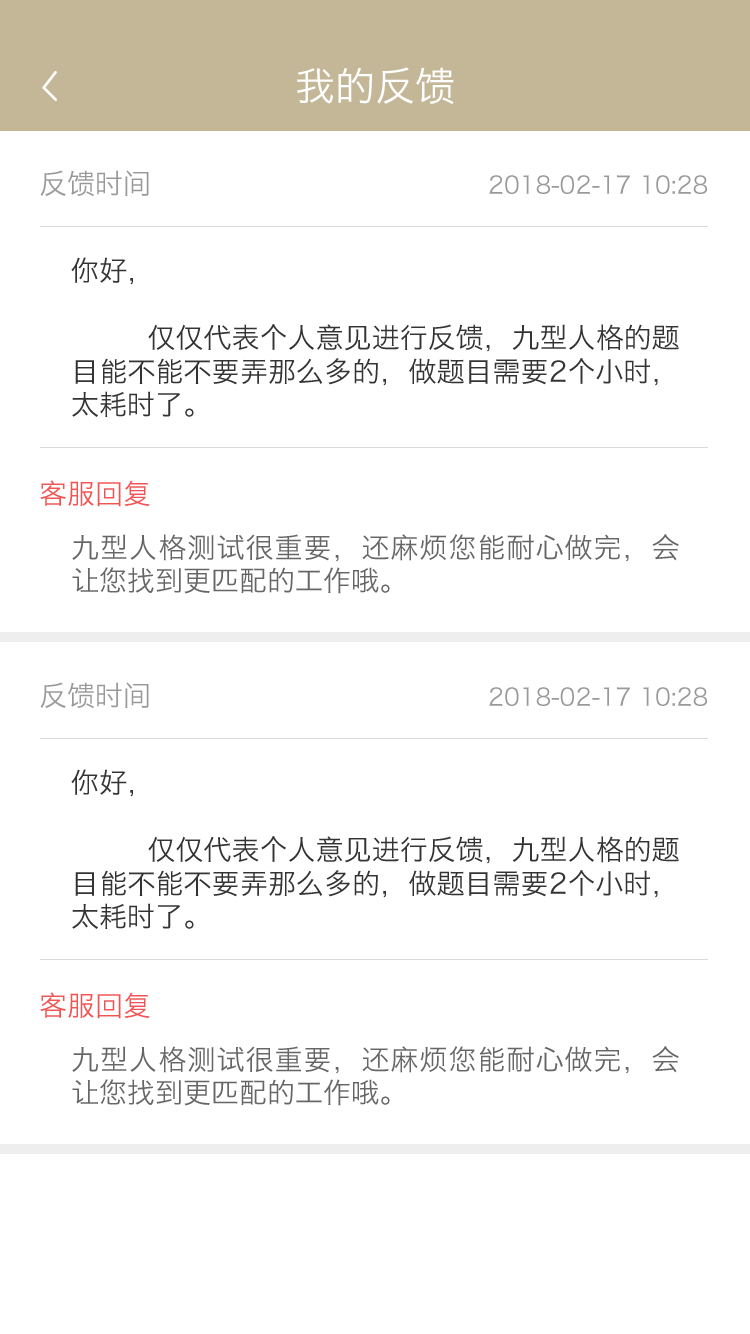 我的反馈
反馈时间 2018-02-17 10:28
你好,
仅仅代表个人意见进行反馈，九型人格的题
目能不能不要弄那么多的，做题目需要2个小时，
太耗时了。
客服回复
九型人格测试很重要，还麻烦您能耐心做完，会
让您找到更匹配的工作哦。
反馈时间 2018-02-17 10:28
你好,
仅仅代表个人意见进行反馈，九型人格的题
目能不能不要弄那么多的，做题目需要2个小时，
太耗时了。
客服回复
九型人格测试很重要，还麻烦您能耐心做完，会
让您找到更匹配的工作哦。